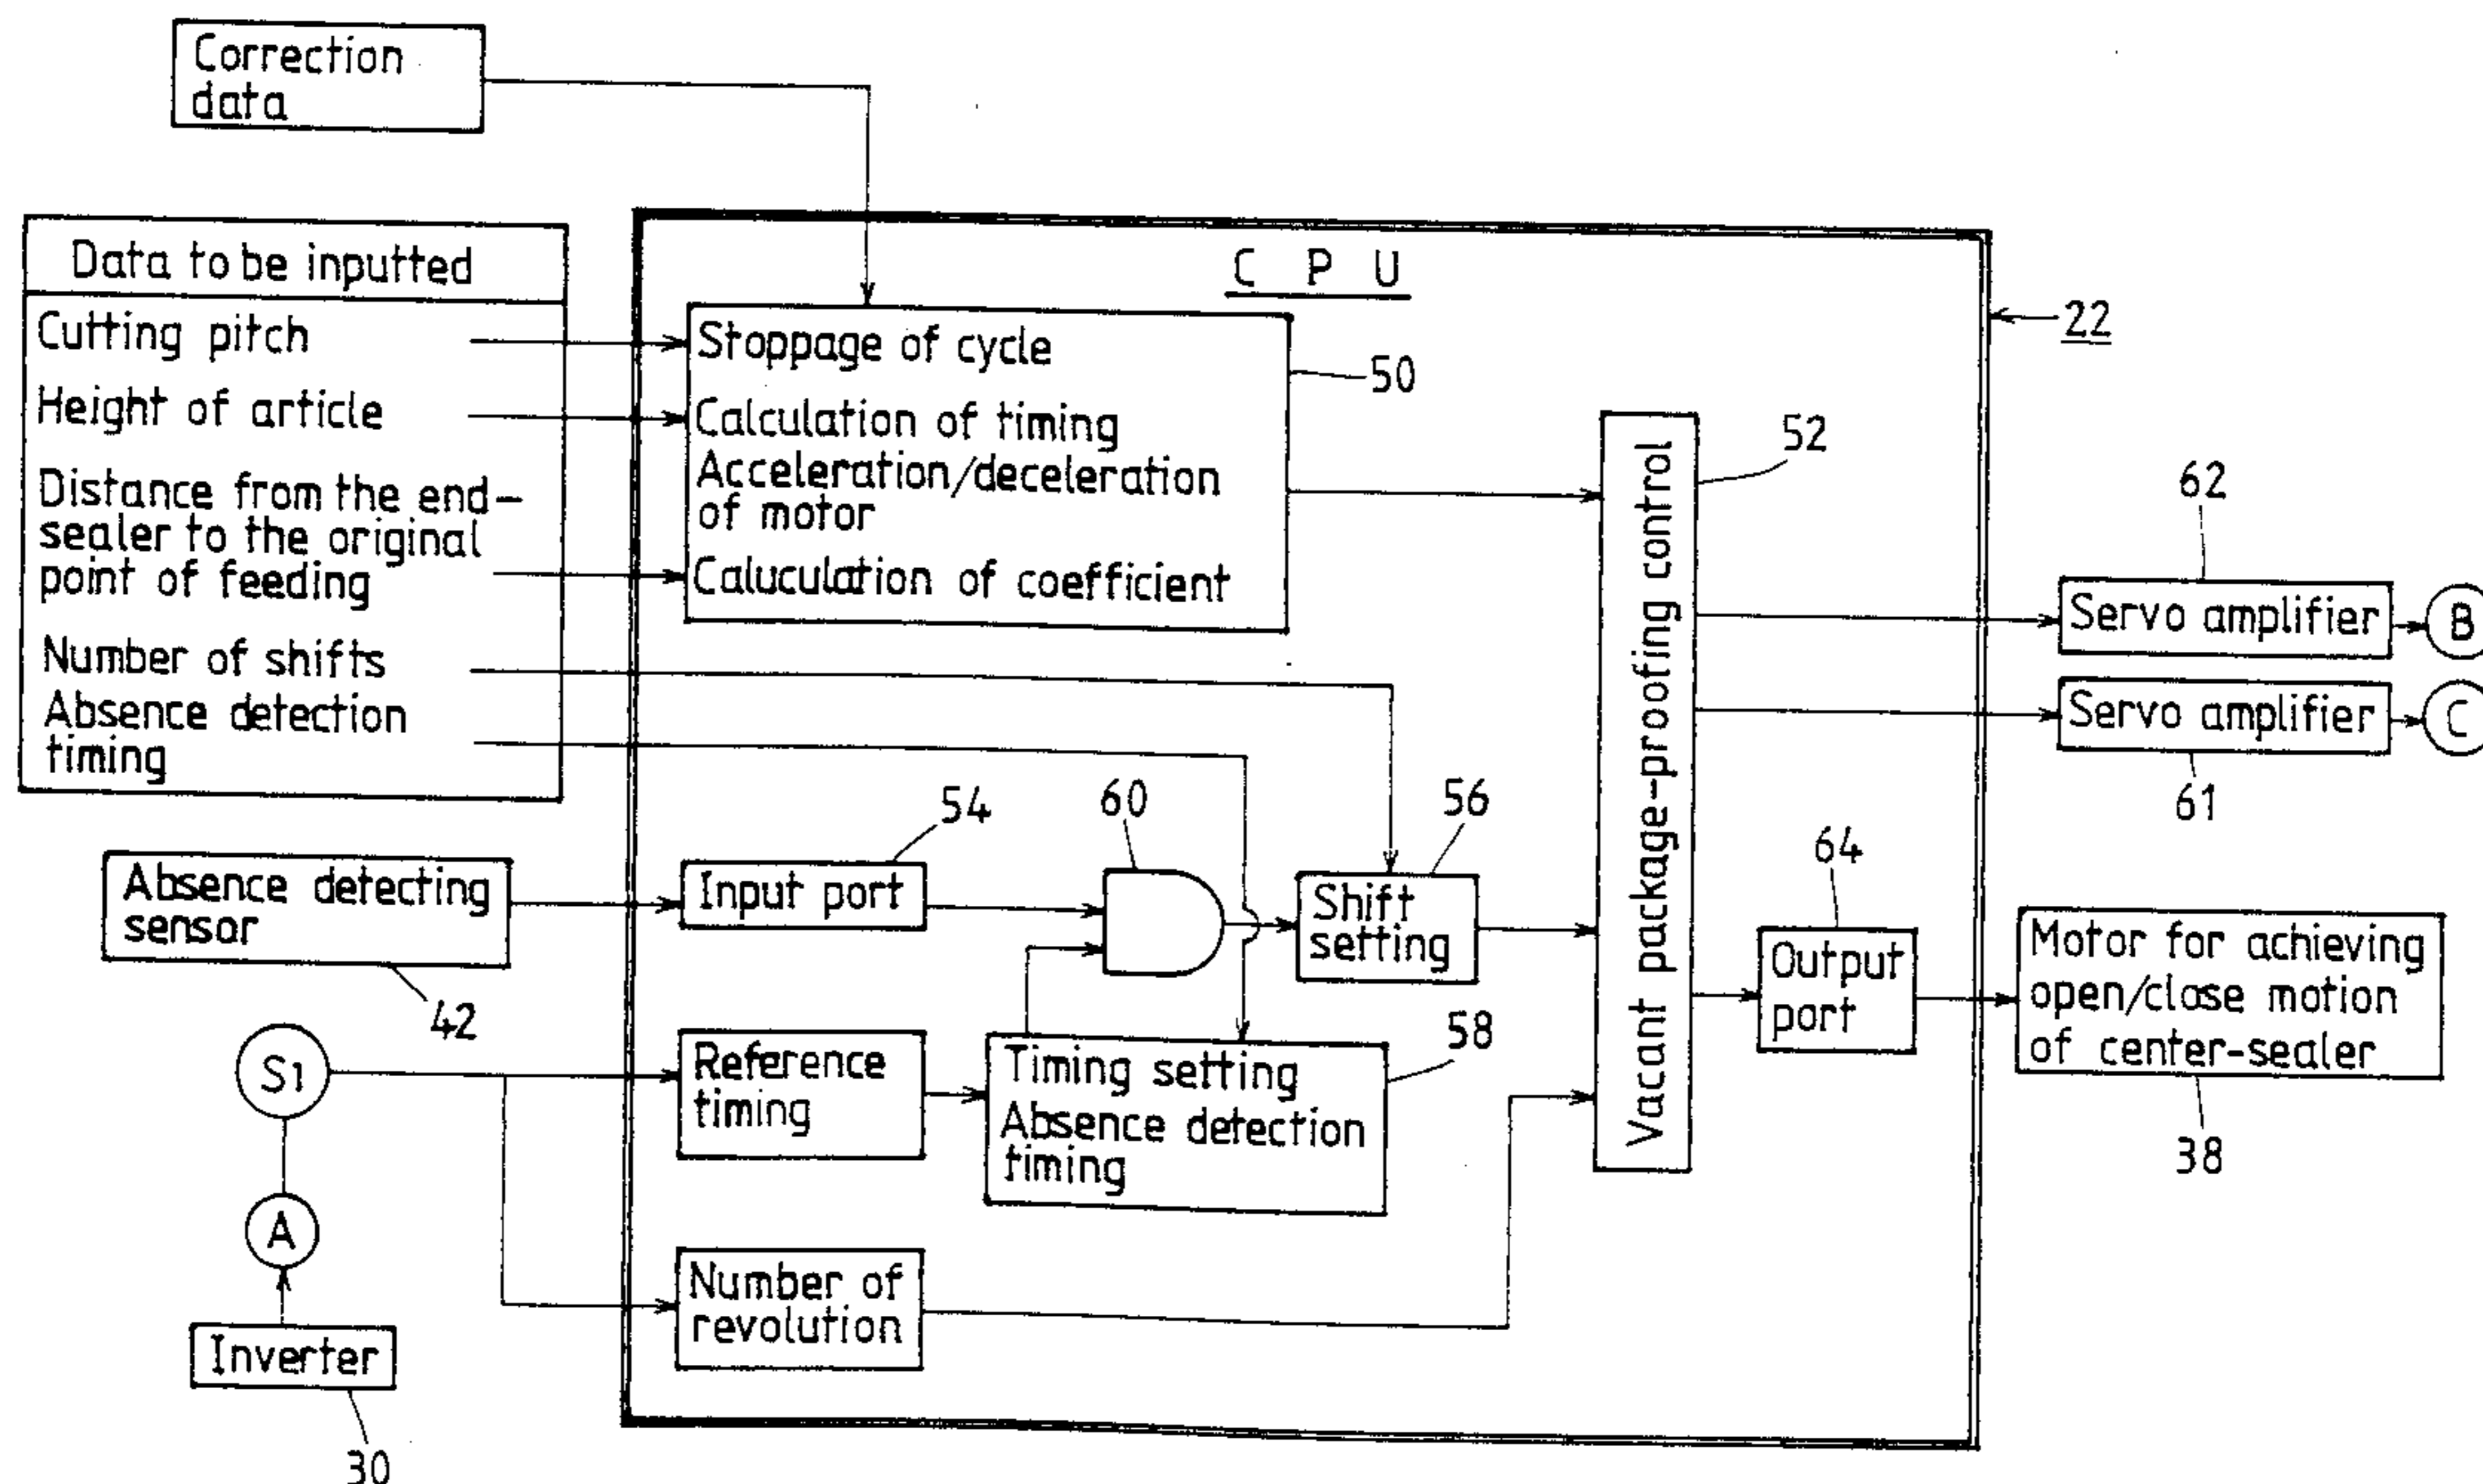 Correction
data
Data to be inputted
Cutting pitch
Height of article
Distance from the end-
sealer to the original
point of feeding
Number of shifts
Absence detection
timing
C P U
22
Stoppage of cycle
Calculation of timing
Acceleration/deceleration
of motor
Caluculation of coefficient
50
52
Vacant package-proofing control
62
Servo amplifier
B
Servo amplifier
C
61
Absence detecting
sensor
42
54
Input port
60
56
Shift
setting
64
Output
port
Motor for achieving
open/close motion
of center-sealer
38
S1
A
Inverter
30
Reference
timing
58
Timing setting
Absence detection
timing
Number of
revolution